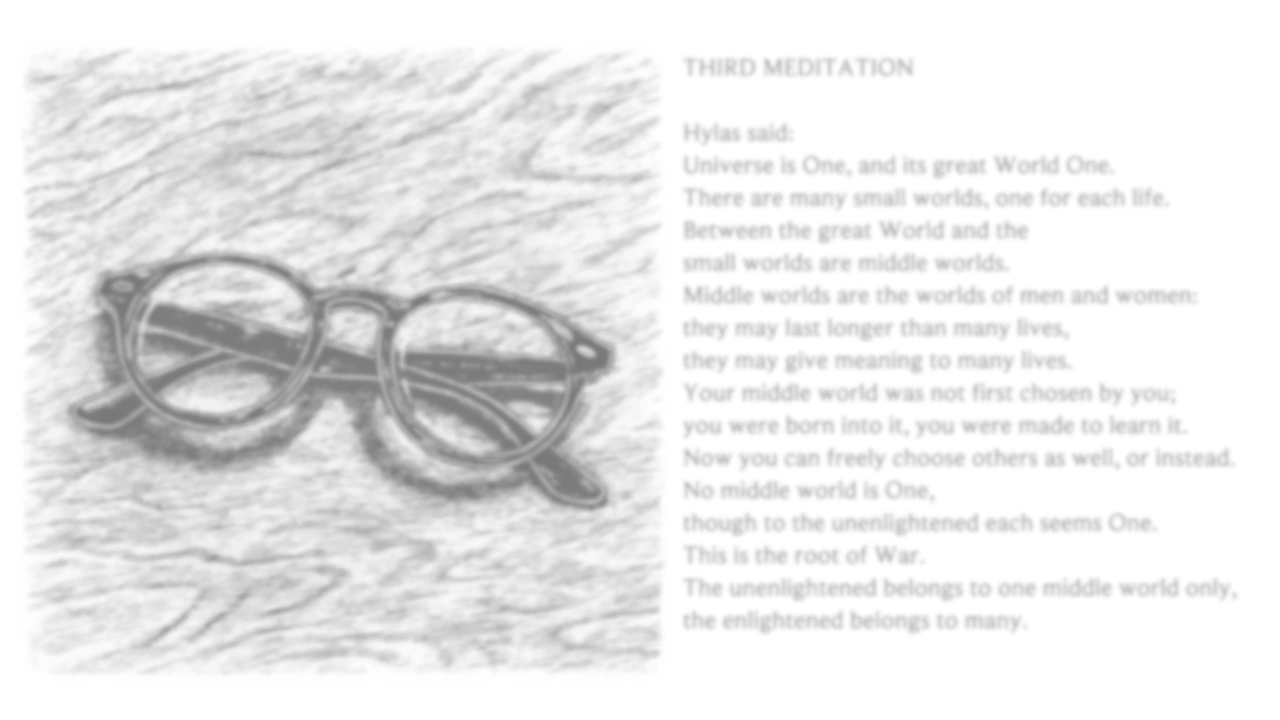 THIRD MEDITATION
Hylas said:
Universe is One, and its great World One.
There are many small worlds, one for each life.
Between the great World and the
small worlds are middle worlds.
Middle worlds are the worlds of men and women:
they may last longer than many lives,
they may give meaning to many lives.
Your middle world was not first chosen by you;
you were born into it, you were made to learn it.
Now you can freely choose others as well, or instead.
No middle world is One,
though to the unenlightened each seems One.
This is the root of War.
The unenlightened belongs to one middle world only,
the enlightened belongs to many.